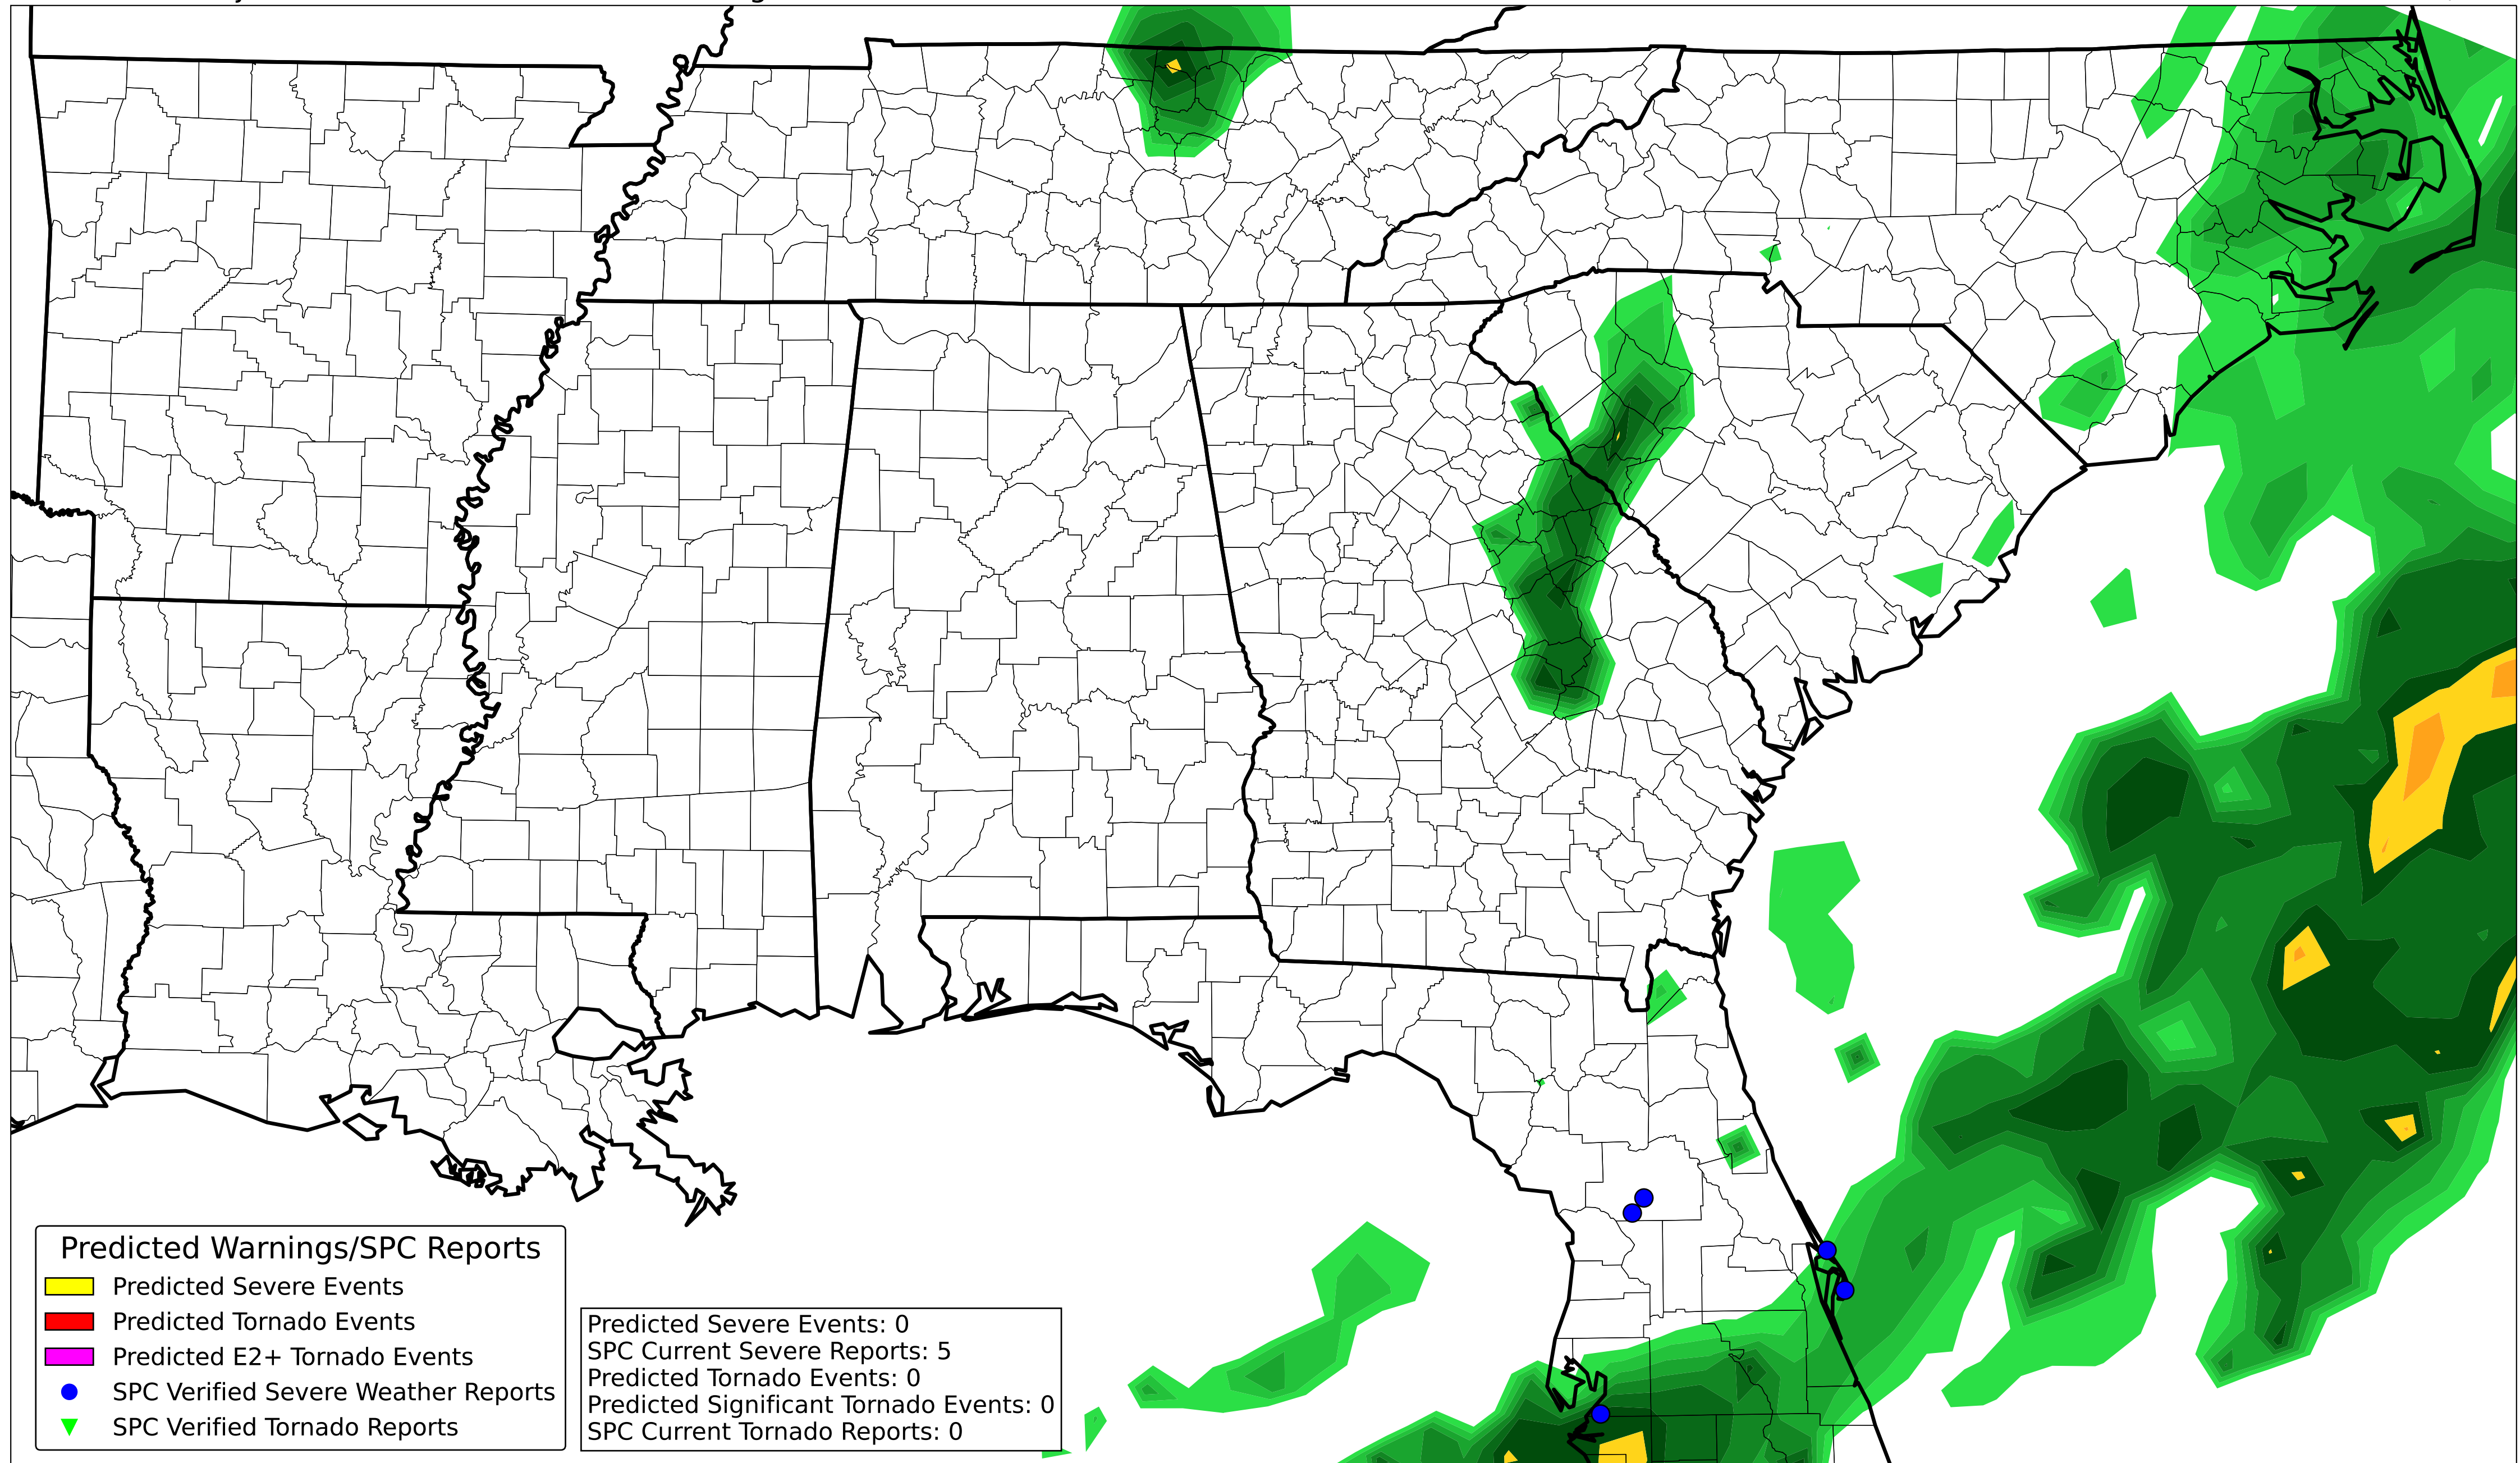 Predicted Warnings/SPC Reports
Predicted Severe Events
Predicted Tornado Events
Predicted E2+ Tornado Events
SPC Verified Severe Weather Reports
SPC Verified Tornado Reports
Predicted Severe Events: 0
SPC Current Severe Reports: 5
Predicted Tornado Events: 0
Predicted Significant Tornado Events: 0
SPC Current Tornado Reports: 0